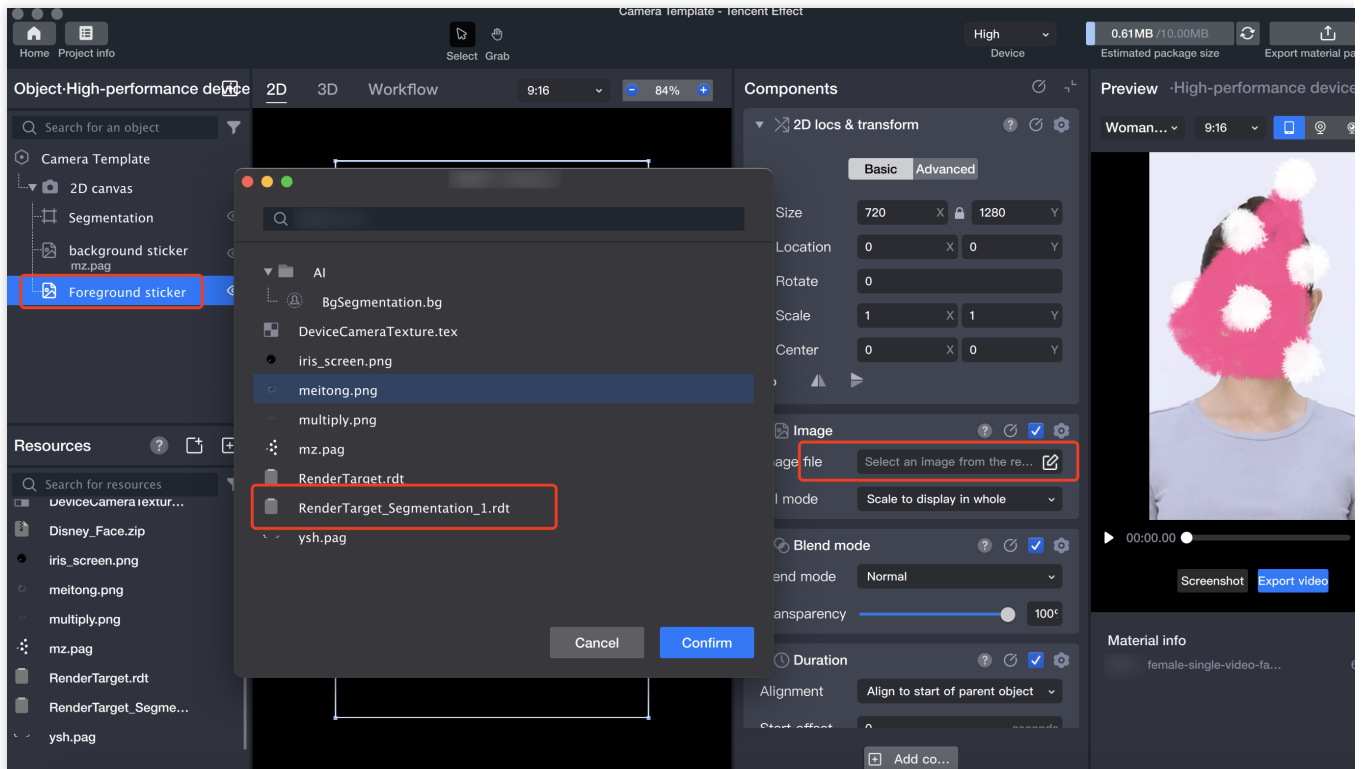 Camera Template - Tencent Effect
Home
Project info
Select
Grab
High
Device
0.61MB /10.00MB
Estimated package size
Export material pa
Object·High-performance device
Search for an object
Camera Template
2D canvas
Segmentation
background sticker
mz.pag
Foreground sticker
Resources
Search for resources
DeviceCameraTextur...
Disney_Face.zip
iris_screen.png
meitong.png
multiply.png
mz.pag
RenderTarget.rdt
RenderTarget_Segme...
ysh.pag
2D
3D
Workflow
9:16
84%
AI
BgSegmentation.bg
DeviceCameraTexture.tex
iris_screen.png
meitong.png
multiply.png
mz.pag
RenderTarget.rdt
RenderTarget_Segmentation_1.rdt
ysh.pag
Cancel
Confirm
Components
2D locs & transform
Basic
Advanced
Size 720 X 1280 Y
Location 0 X 0 Y
Rotate 0
Scale 1 X 1 Y
Center 0 X 0 Y
Image
age file Select an image from the re...
l mode Scale to display in whole
Blend mode
end mode Normal
ansparency 100
Duration
Alignment Align to start of parent object
Start offset 0 seconds
Add co...
Preview ·High-performance device
Woman...
9:16
00:00.00
Screenshot
Export video
Material info
female-single-video-fa...